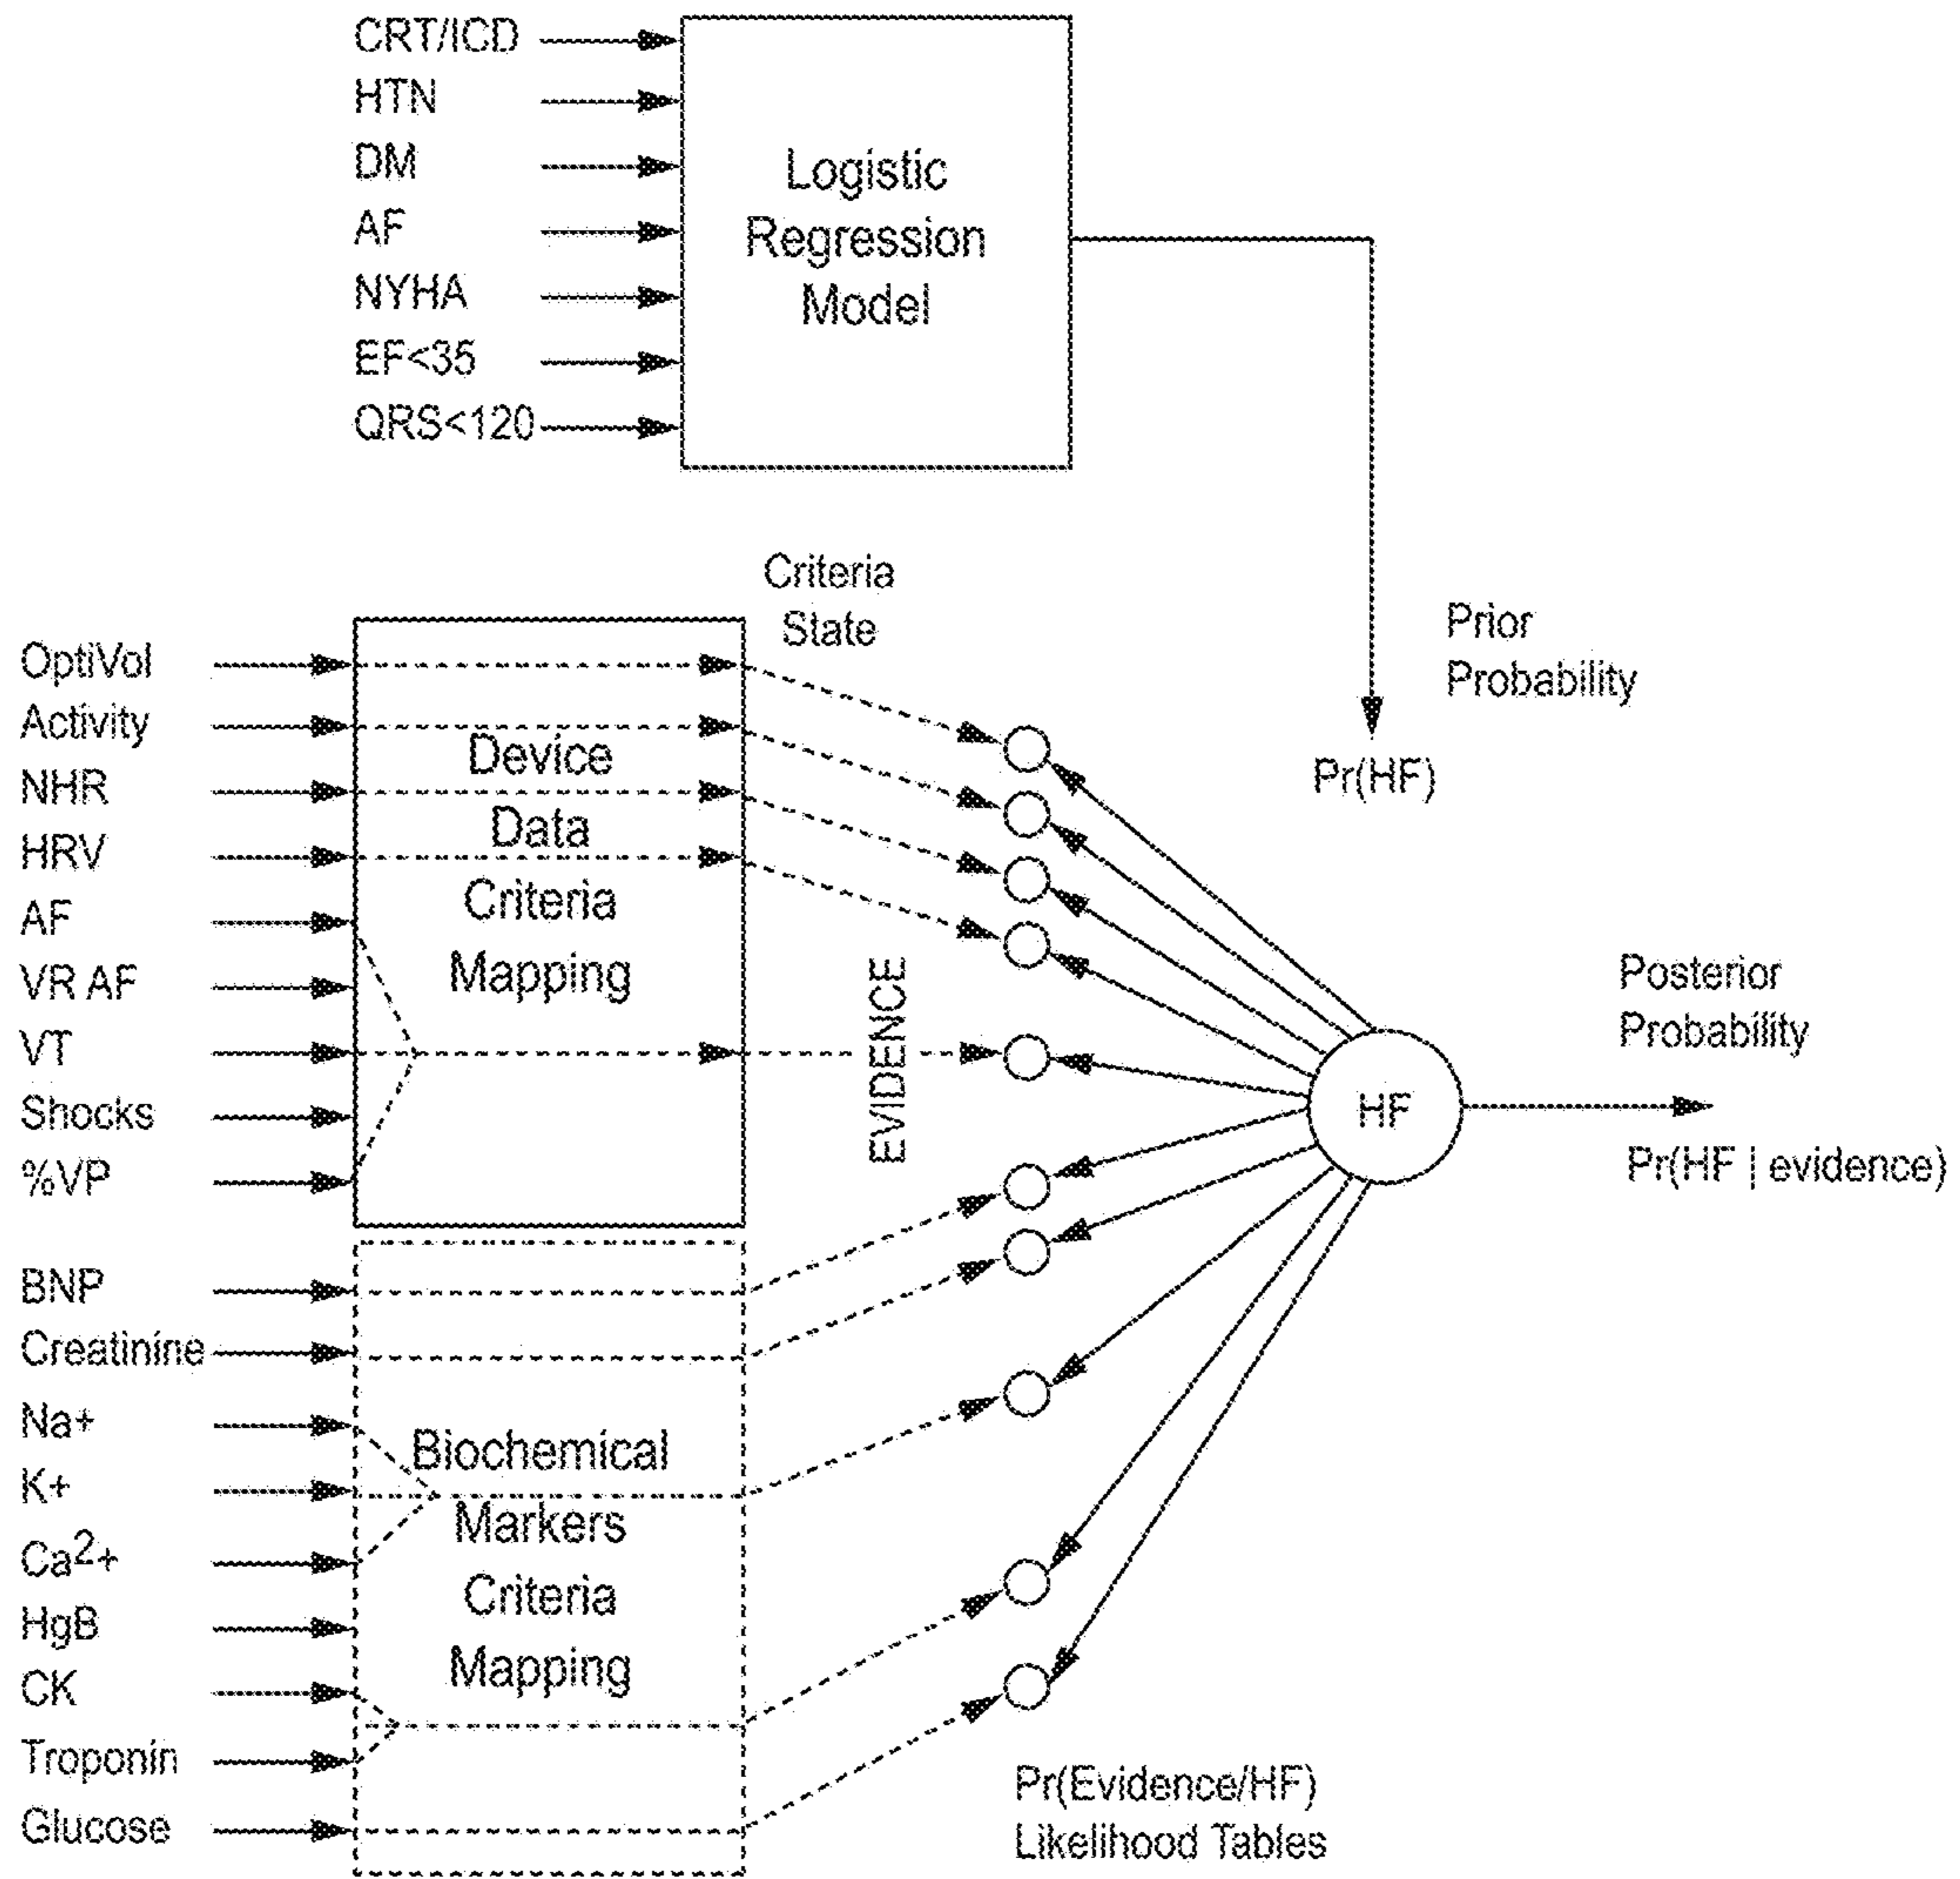 CRT/ICD
HTN
DM
AF
NYHA
EF<35
QRS<120
Logistic
Regression
Model
Criteria
State
Prior
Probability
Pr(HF)
OptiVol
Activity
NHR
HRV
AF
VR AF
VT
Shocks
%VP
Device
Data
Criteria
Mapping
EVIDENCE
HF
Posterior
Probability
Pr(HF | evidence)
BNP
Creatinine
Na+
K+
Ca2+
HgB
CK
Troponin
Glucose
Biochemical
Markers
Criteria
Mapping
Pr(Evidence/HF)
Likelihood Tables